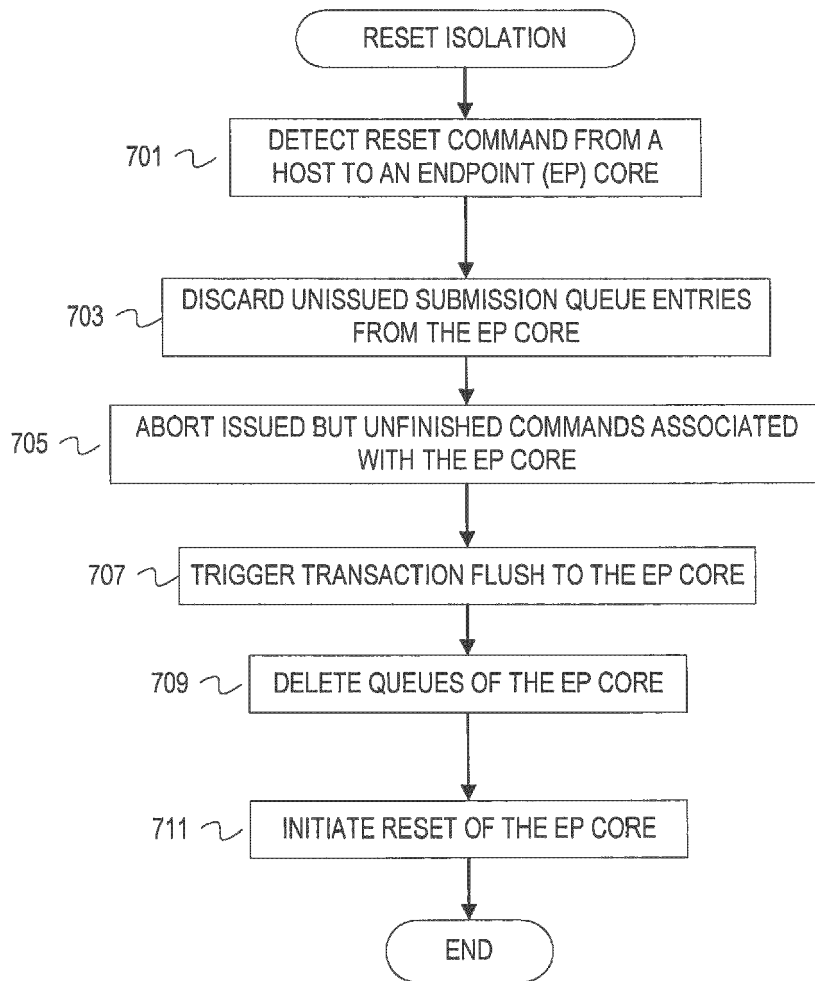 RESET ISOLATION
701
DETECT RESET COMMAND FROM A
HOST TO AN ENDPOINT (EP) CORE
703
DISCARD UNISSUED SUBMISSION QUEUE ENTRIES
FROM THE EP CORE
705
ABORT ISSUED BUT UNFINISHED COMMANDS ASSOCIATED
WITH THE EP CORE
707
TRIGGER TRANSACTION FLUSH TO THE EP CORE
709
DELETE QUEUES OF THE EP CORE
711
INITIATE RESET OF THE EP CORE
END